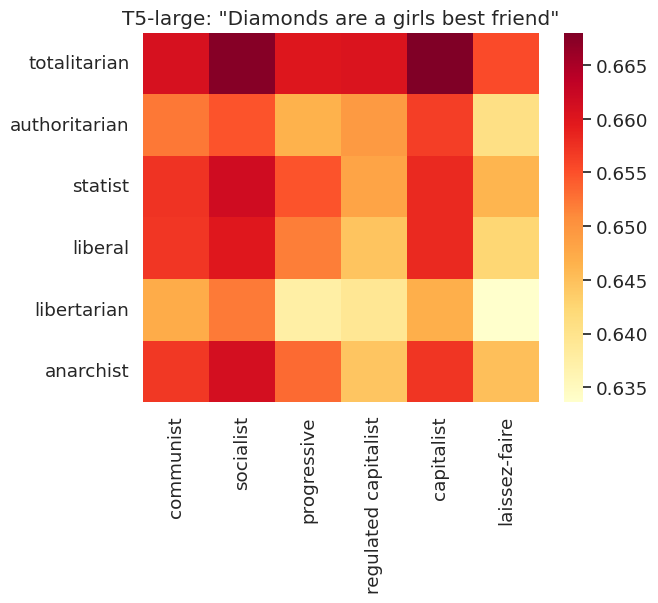 T5-large: "Diamonds are a girls best friend"
totalitarian
authoritarian
statist
liberal
libertarian
anarchist
communist
socialist
progressive
regulated capitalist
capitalist
laissez-faire
0.665
0.660
0.655
0.650
0.645
0.640
0.635